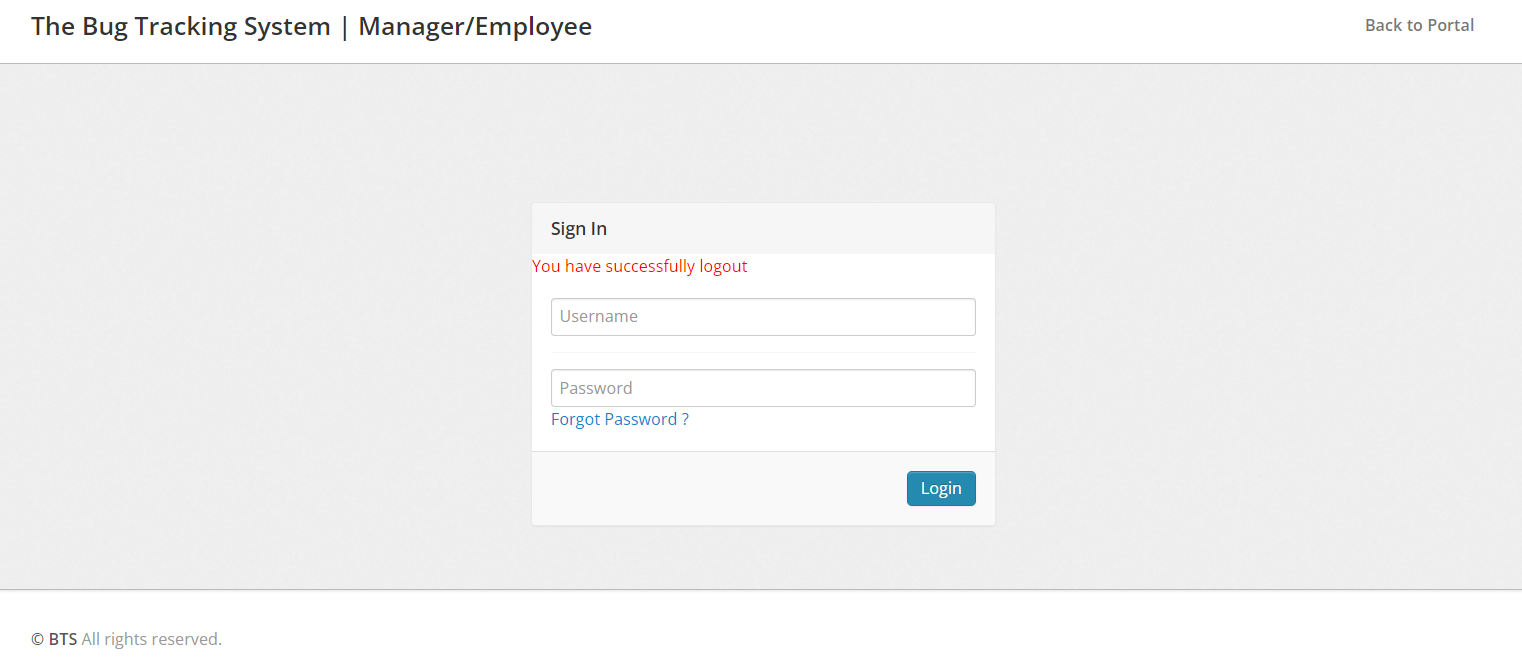 The Bug Tracking System | Manager/Employee
Back to Portal
Sign In
You have successfully logout
Username
Password
Forgot Password ?
Login
© BTS All rights reserved.